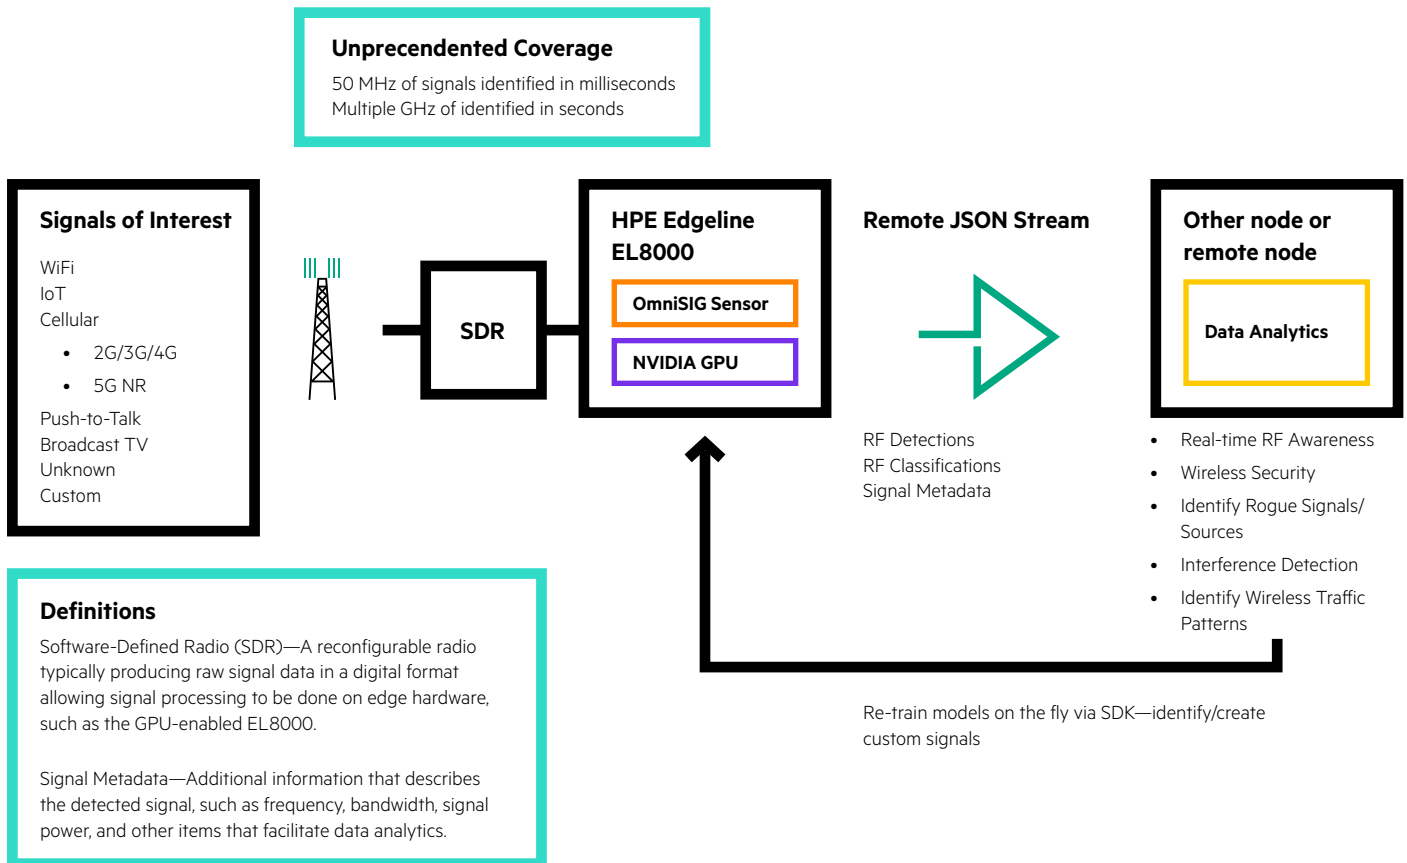 Unprecendented Coverage
50 MHz of signals identified in milliseconds
Multiple GHz of identified in seconds
Signals of Interest
WiFi
IoT
Cellular
• 2G/3G/4G
• 5G NR
Push-to-Talk
Broadcast TV
Unknown
Custom
SDR
HPE Edgeline
EL8000
OmniSIG Sensor
NVIDIA GPU
Remote JSON Stream
RF Detections
RF Classifications
Signal Metadata
Other node or
remote node
Data Analytics
• Real-time RF Awareness
• Wireless Security
• Identify Rogue Signals/
Sources
• Interference Detection
• Identify Wireless Traffic
Patterns
Re-train models on the fly via SDK—identify/create
custom signals
Definitions
Software-Defined Radio (SDR)—A reconfigurable radio
typically producing raw signal data in a digital format
allowing signal processing to be done on edge hardware,
such as the GPU-enabled EL8000.
Signal Metadata—Additional information that describes
the detected signal, such as frequency, bandwidth, signal
power, and other items that facilitate data analytics.